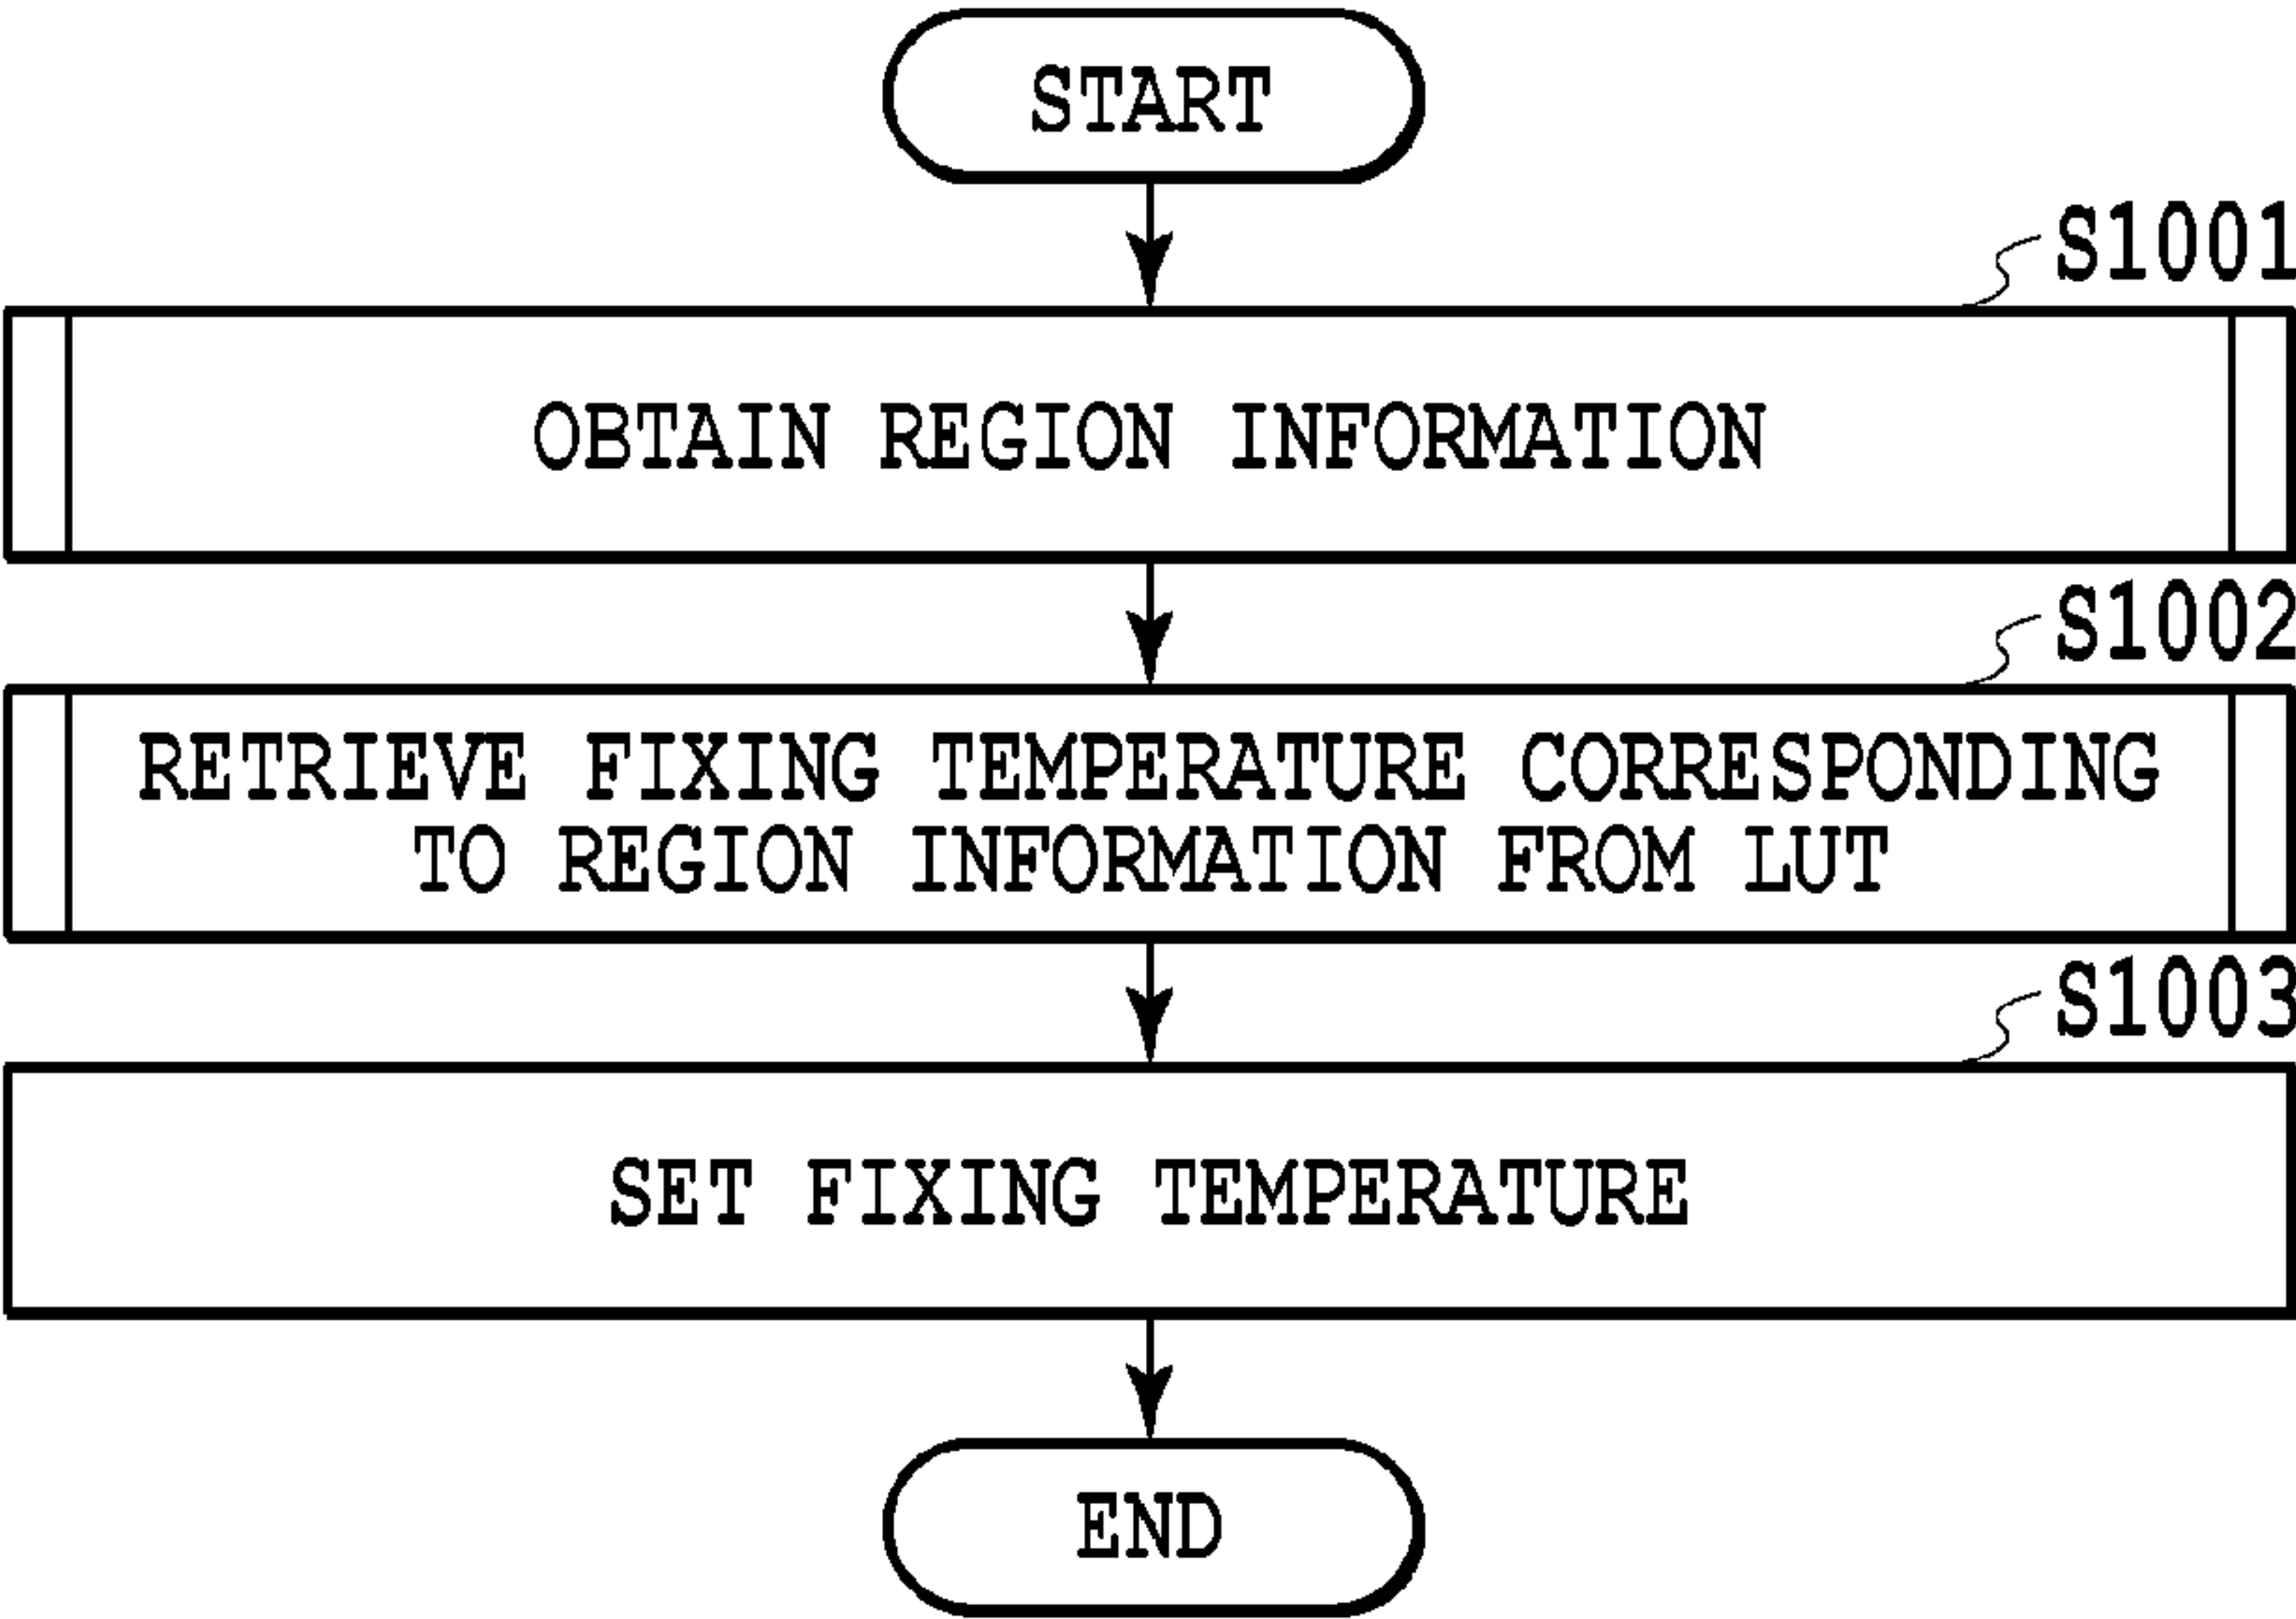 START
S1001
OBTAIN REGION INFORMATION
S1002
RETRIEVE FIXING TEMPERATURE CORRESPONDING
TO REGION INFORMATION FROM LUT
S1003
SET FIXING TEMPERATURE
END